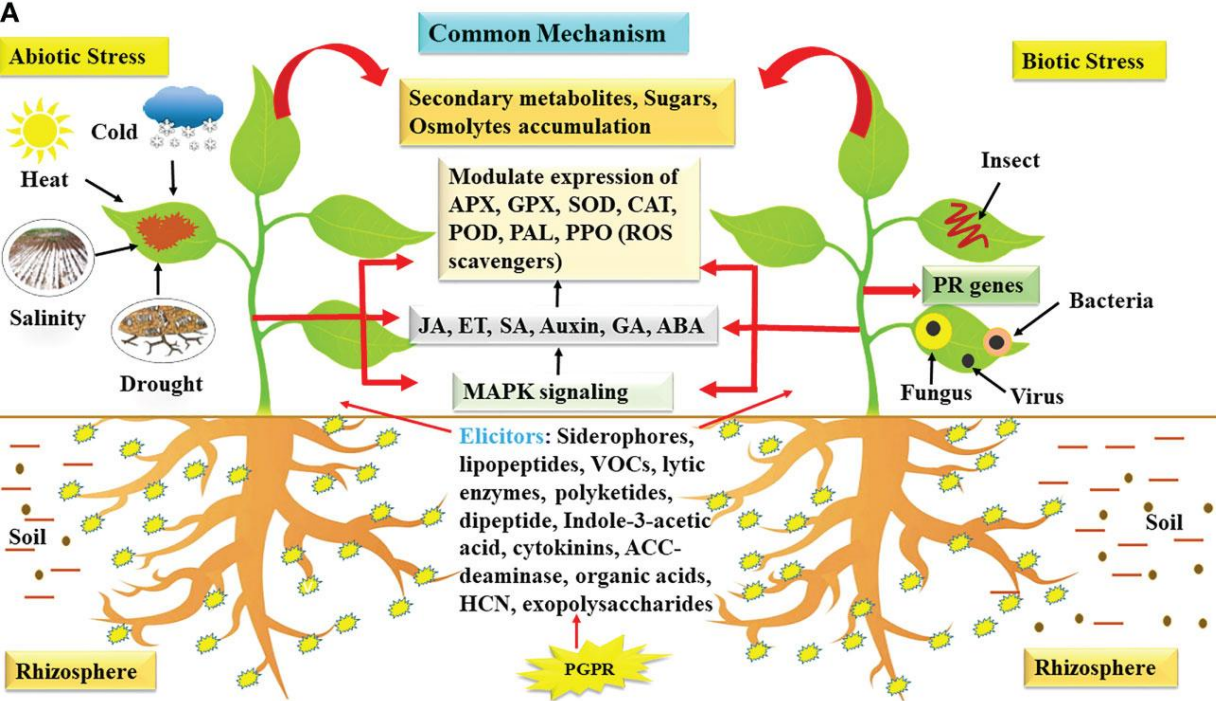 A
Common Mechanism
Abiotic Stress
Biotic Stress
Secondary metabolites, Sugars,
Osmolytes accumulation
Cold
Heat
Insect
Modulate expression of
APX, GPX, SOD, CAT,
POD, PAL, PPO (ROS
scavengers)
PR genes
Bacteria
Salinity
JA, ET, SA, Auxin, GA, ABA
Drought
MAPK signaling
Fungus
Virus
Elicitors: Siderophores,
lipopeptides, VOCs, lytic
enzymes, polyketides,
dipeptide, Indole-3-acetic
acid, cytokinins, ACC-
deaminase, organic acids,
HCN, exopolysaccharides
Soil
Soil
PGPR
Rhizosphere
Rhizosphere